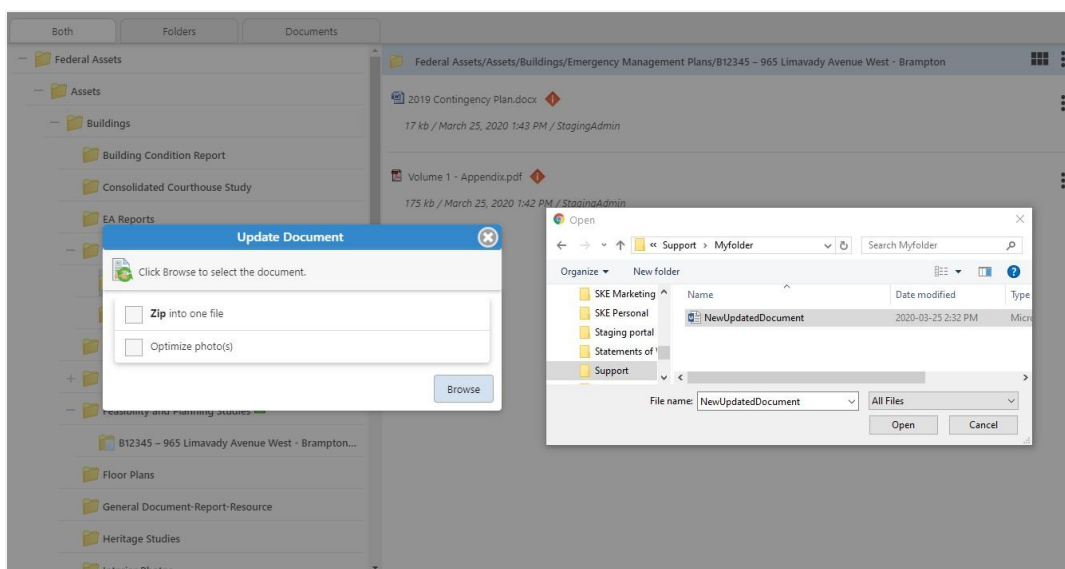 Both Folders Documents
Federal Assets
Assets
Buildings
Building Condition Report
Consolidated Courthouse Study
EA Reports
Feasibility and Planning Studies
B12345 – 965 Limavady Avenue West - Brampton...
Floor Plans
General Document-Report-Resource
Heritage Studies
Federal Assets/Assets/Buildings/Emergency Management Plans/B12345 – 965 Limavady Avenue West - Brampton
2019 Contingency Plan.docx
17 kb / March 25, 2020 1:43 PM / StagingAdmin
Volume 1 - Appendix.pdf
175 kb / March 25, 2020 1:42 PM / StagingAdmin
Update Document
Click Browse to select the document.
Zip into one file
Optimize photo(s)
Browse
Open
« Support › Myfolder Search Myfolder
Organize New folder
SKE Marketing
SKE Personal
Staging portal
Statements of
Support
Name Date modified Type
NewUpdatedDocument 2020-03-25 2:32 PM Micro
File name: NewUpdatedDocument All Files
Open Cancel